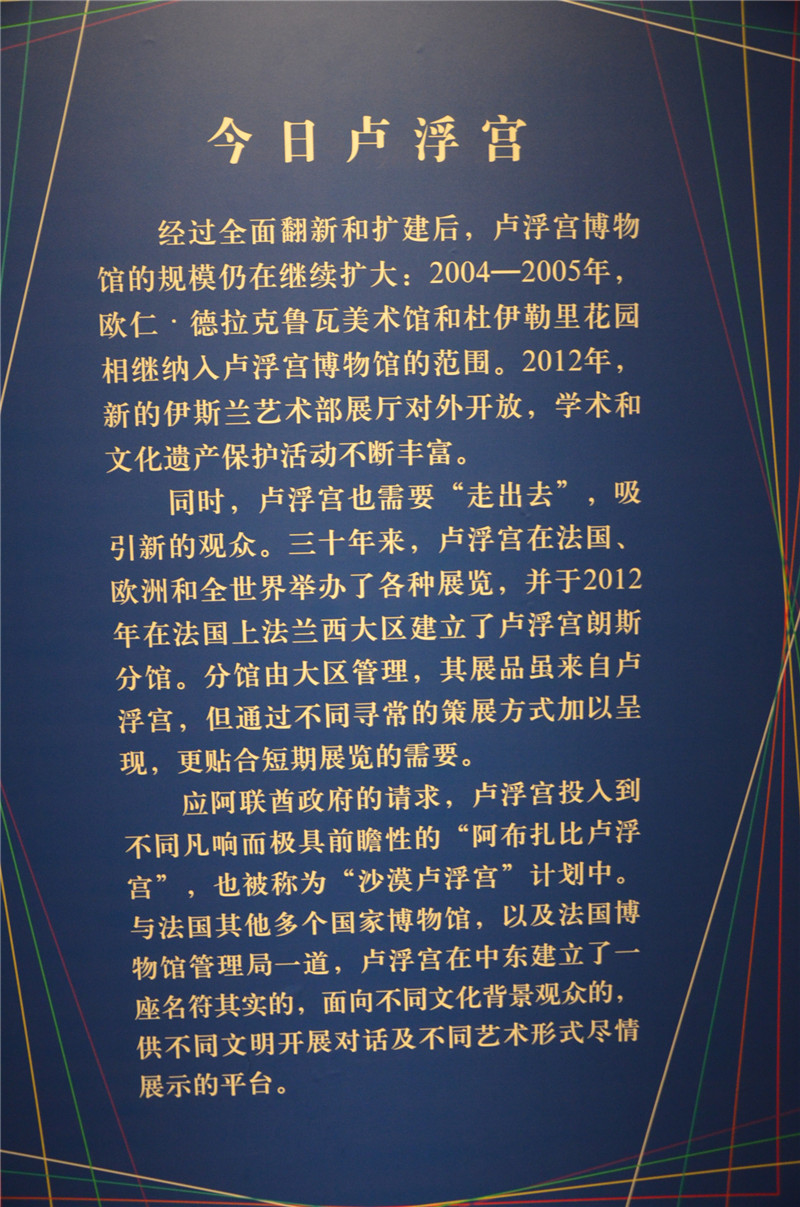 今日卢浮宫
经过全面翻新和扩建后，卢浮宫博物
馆的规模仍在继续扩大：2004—2005年，
欧仁·德拉克鲁瓦美术馆和杜伊勒里花园
相继纳入卢浮宫博物馆的范围。2012年，
新的伊斯兰艺术部展厅对外开放，学术和
文化遗产保护活动不断丰富。
同时，卢浮宫也需要“走出去”，吸
引新的观众。三十年来，卢浮宫在法国、
欧洲和全世界举办了各种展览，并于2012
年在法国上法兰西大区建立了卢浮宫朗斯
分馆。分馆由大区管理，其展品虽来自卢
浮宫，但通过不同寻常的策展方式加以呈
现，更贴合短期展览的需要。
应阿联酋政府的请求，卢浮宫投入到
不同凡响而极具前瞻性的“阿布扎比卢浮
宫”，也被称为“沙漠卢浮宫”计划中。
与法国其他多个国家博物馆，以及法国博
物馆管理局一道，卢浮宫在中东建立了一
座名符其实的，面向不同文化背景观众的，
供不同文明开展对话及不同艺术形式尽情
展示的平台。